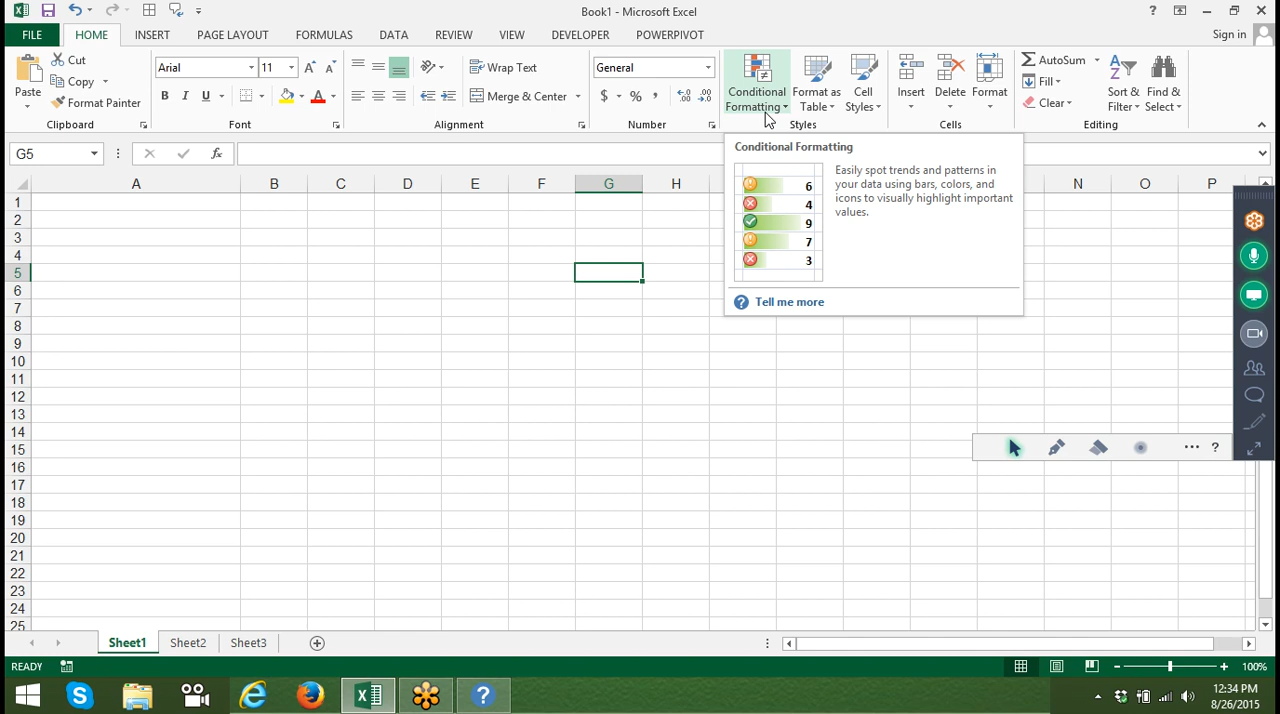 Book1 - Microsoft Excel
?
FILE HOME INSERT PAGE LAYOUT FORMULAS DATA REVIEW VIEW DEVELOPER POWERPIVOT Sign in
Paste
Cut
Copy
Format Painter
Clipboard
Arial 11
B I U
Font
Wrap Text
Merge & Center
Alignment
General
$ % ,
Number
Conditional Formatting
Format as Table
Cell Styles
Styles
Insert Delete Format
Cells
AutoSum
Fill
Clear
Sort & Filter
Find & Select
Editing
G5
fx
Conditional Formatting
6
4
9
7
3
Easily spot trends and patterns in
your data using bars, colors, and
icons to visually highlight important
values.
? Tell me more
A B C D E F G H N O P
1
2
3
4
5
6
7
8
9
10
11
12
13
14
15
16
17
18
19
20
21
22
23
24
25
... ?
Sheet1 Sheet2 Sheet3
READY
100%
12:34 PM
8/26/2015